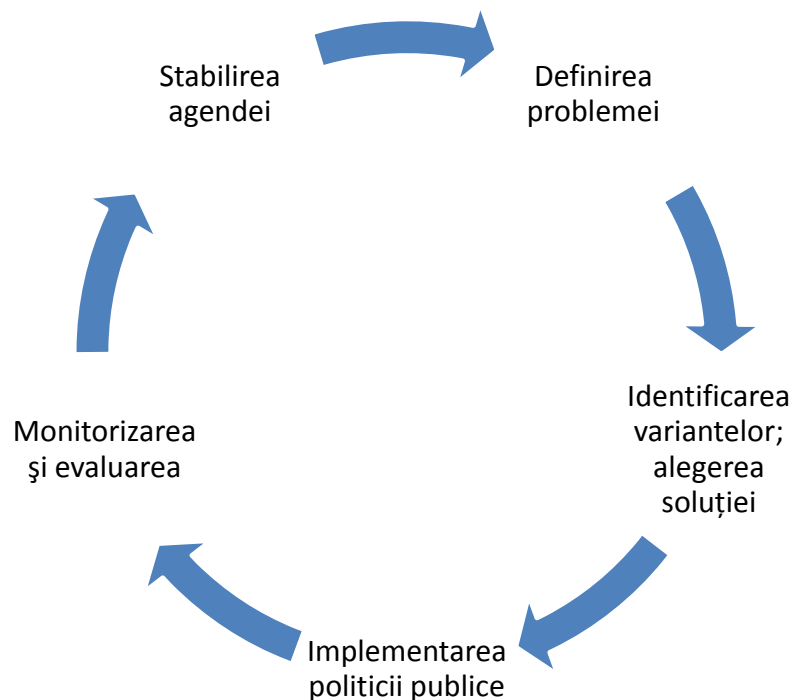 Stabilirea
agendei
Definirea
problemei
Identificarea
variantelor;
alegerea
soluției
Implementarea
politicii publice
Monitorizarea
şi evaluarea